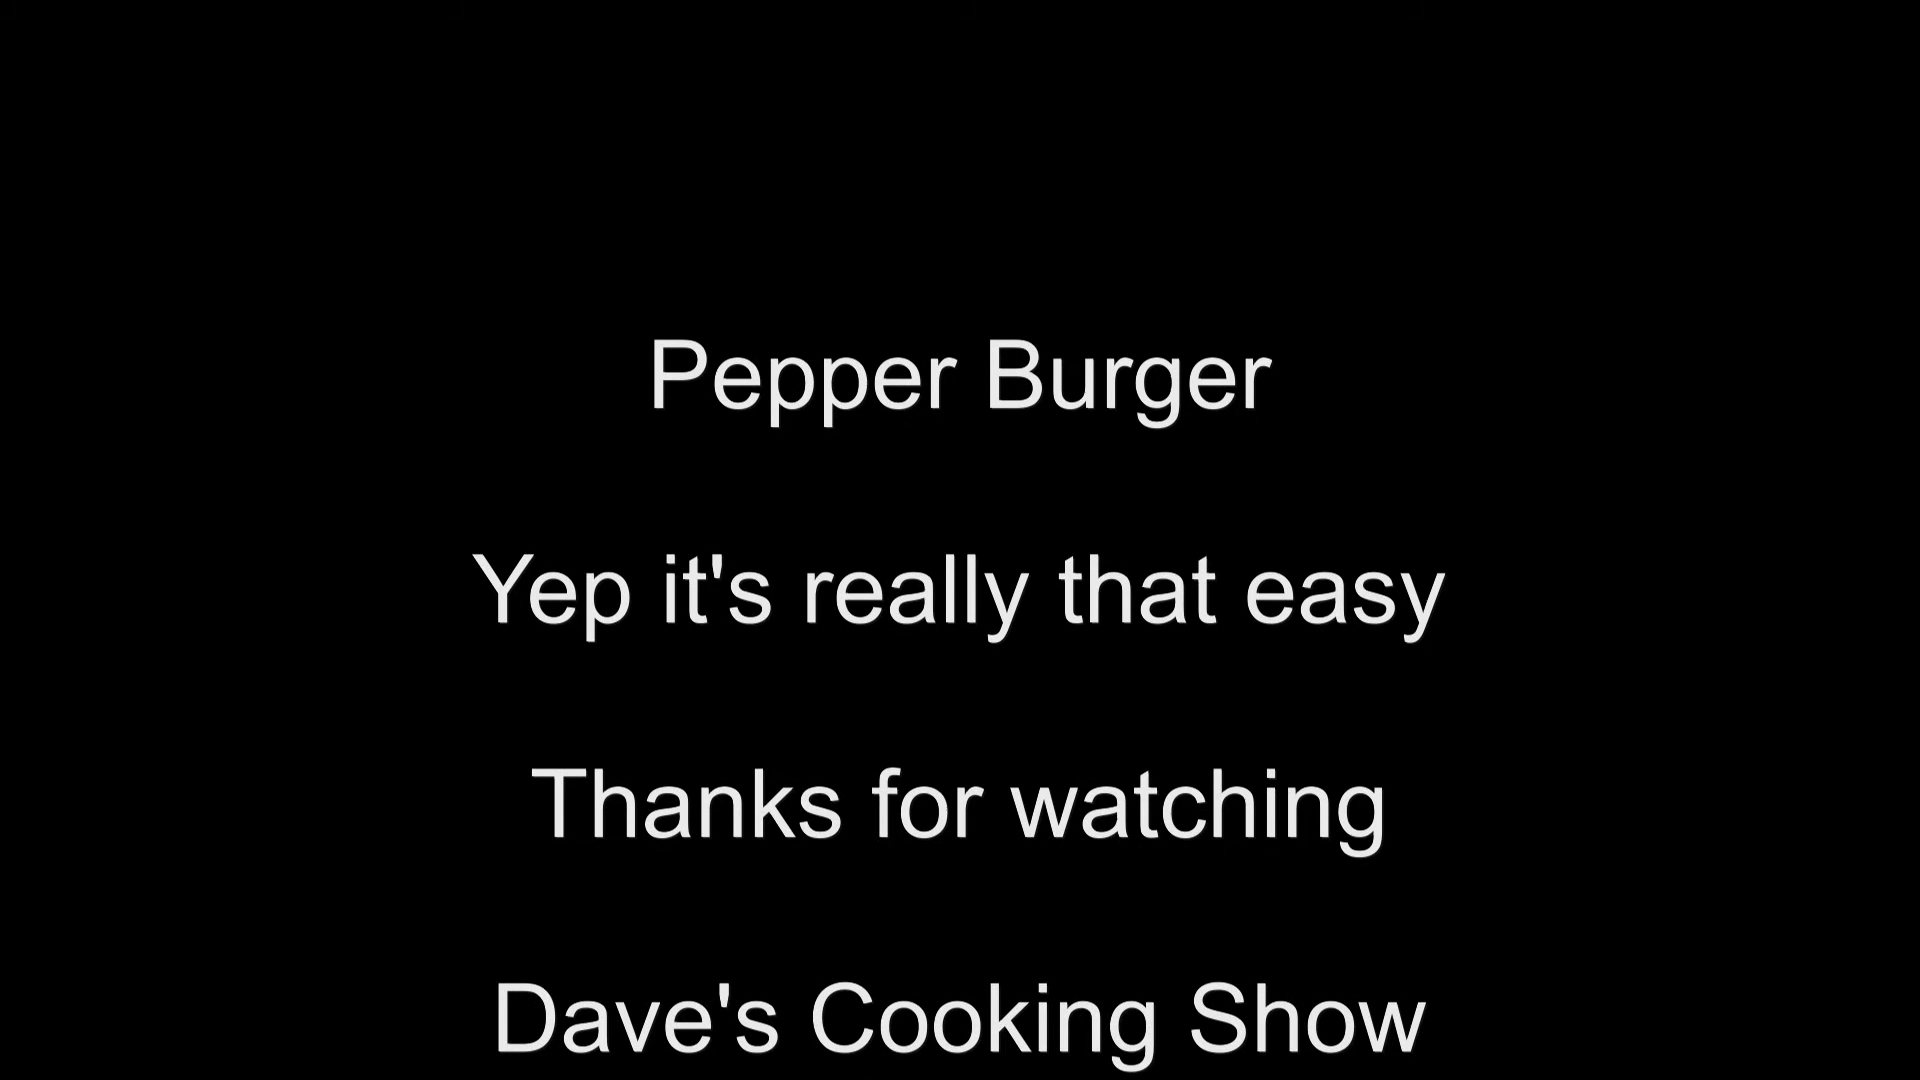 Pepper Burger
Yep it's really that easy
Thanks for watching
Dave's Cooking Show